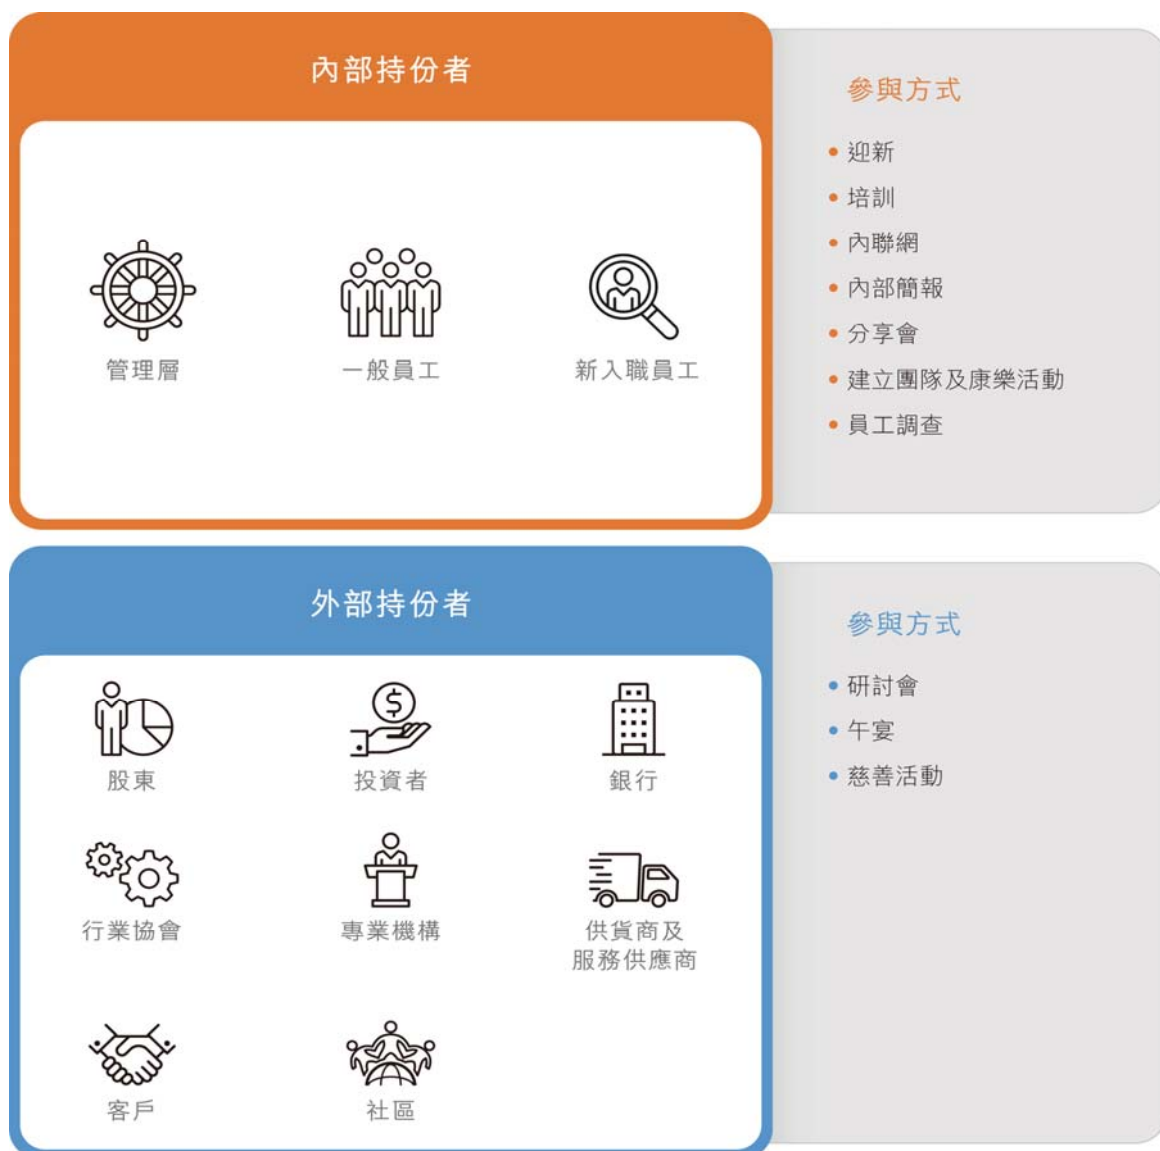 內部持份者
管理層
一般員工
新入職員工
參與方式
迎新
培訓
內聯網
內部簡報
分享會
建立團隊及康樂活動
員工調查
外部持份者
股東
投資者
銀行
行業協會
專業機構
供貨商及
服務供應商
客戶
社區
參與方式
研討會
午宴
慈善活動